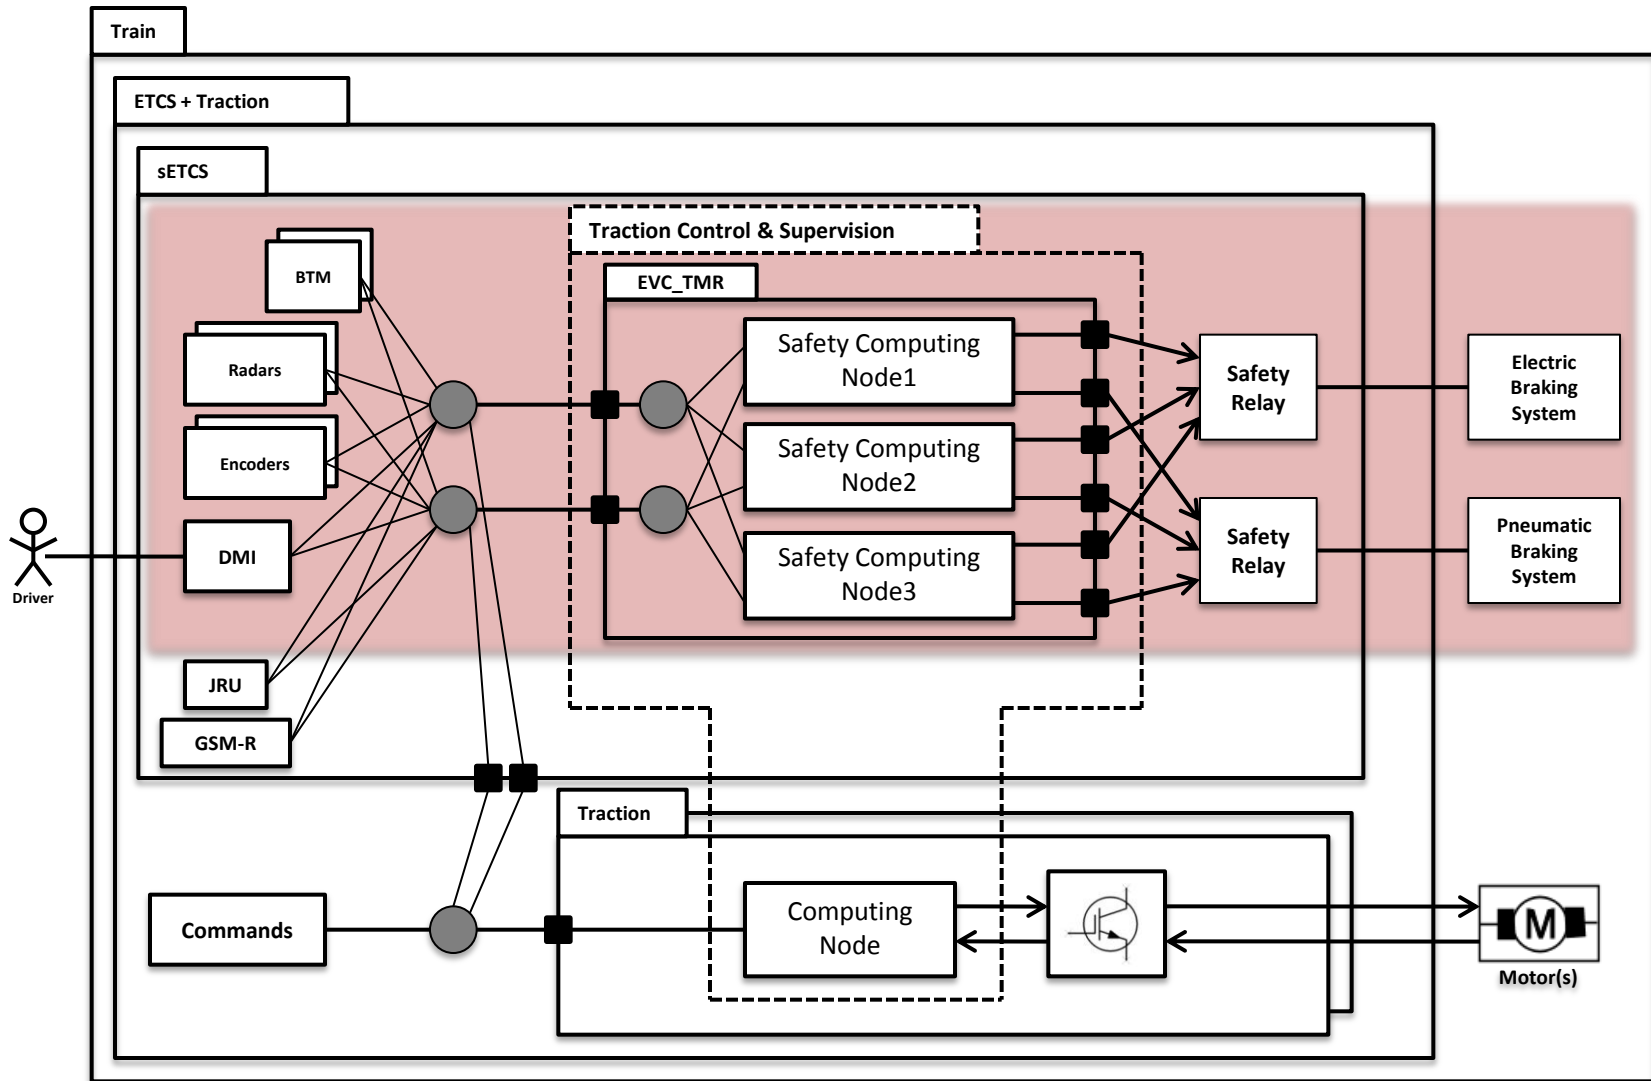 Train
ETCS + Traction
sETCS
Traction Control & Supervision
BTM
EVC_TMR
Radars
Encoders
DMI
Driver
JRU
GSM-R
Safety Computing
Node1
Safety Computing
Node2
Safety Computing
Node3
Safety
Relay
Safety
Relay
Electric
Braking
System
Pneumatic
Braking
System
Traction
Commands
Computing
Node
M
Motor(s)